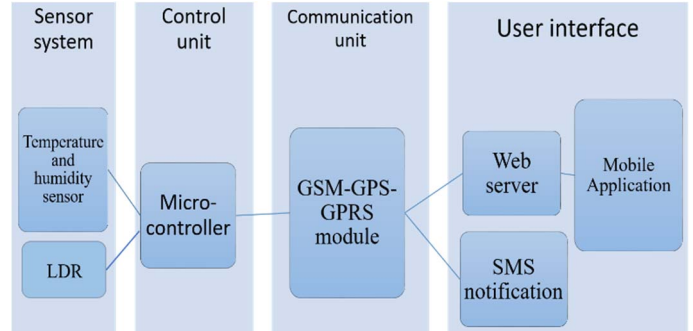 Sensor
system
Control
unit
Communication
unit
User interface
Temperature
and
humidity
sensor
LDR
Micro-
controller
GSM-GPS-
GPRS
module
Web
server
SMS
notification
Mobile
Application